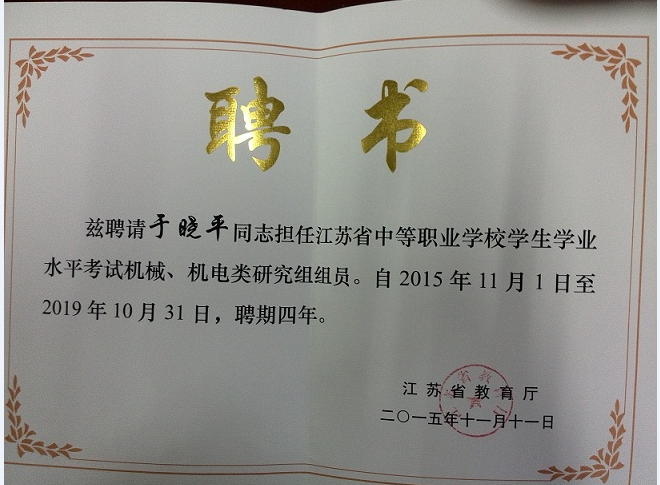 聘书
兹聘请于晓平同志担任江苏省中等职业学校学生学业
水平考试机械、机电类研究组组员。自2015年11月1日至
2019年10月31日，聘期四年。
江苏省教育厅
二〇一五年十一月十一日